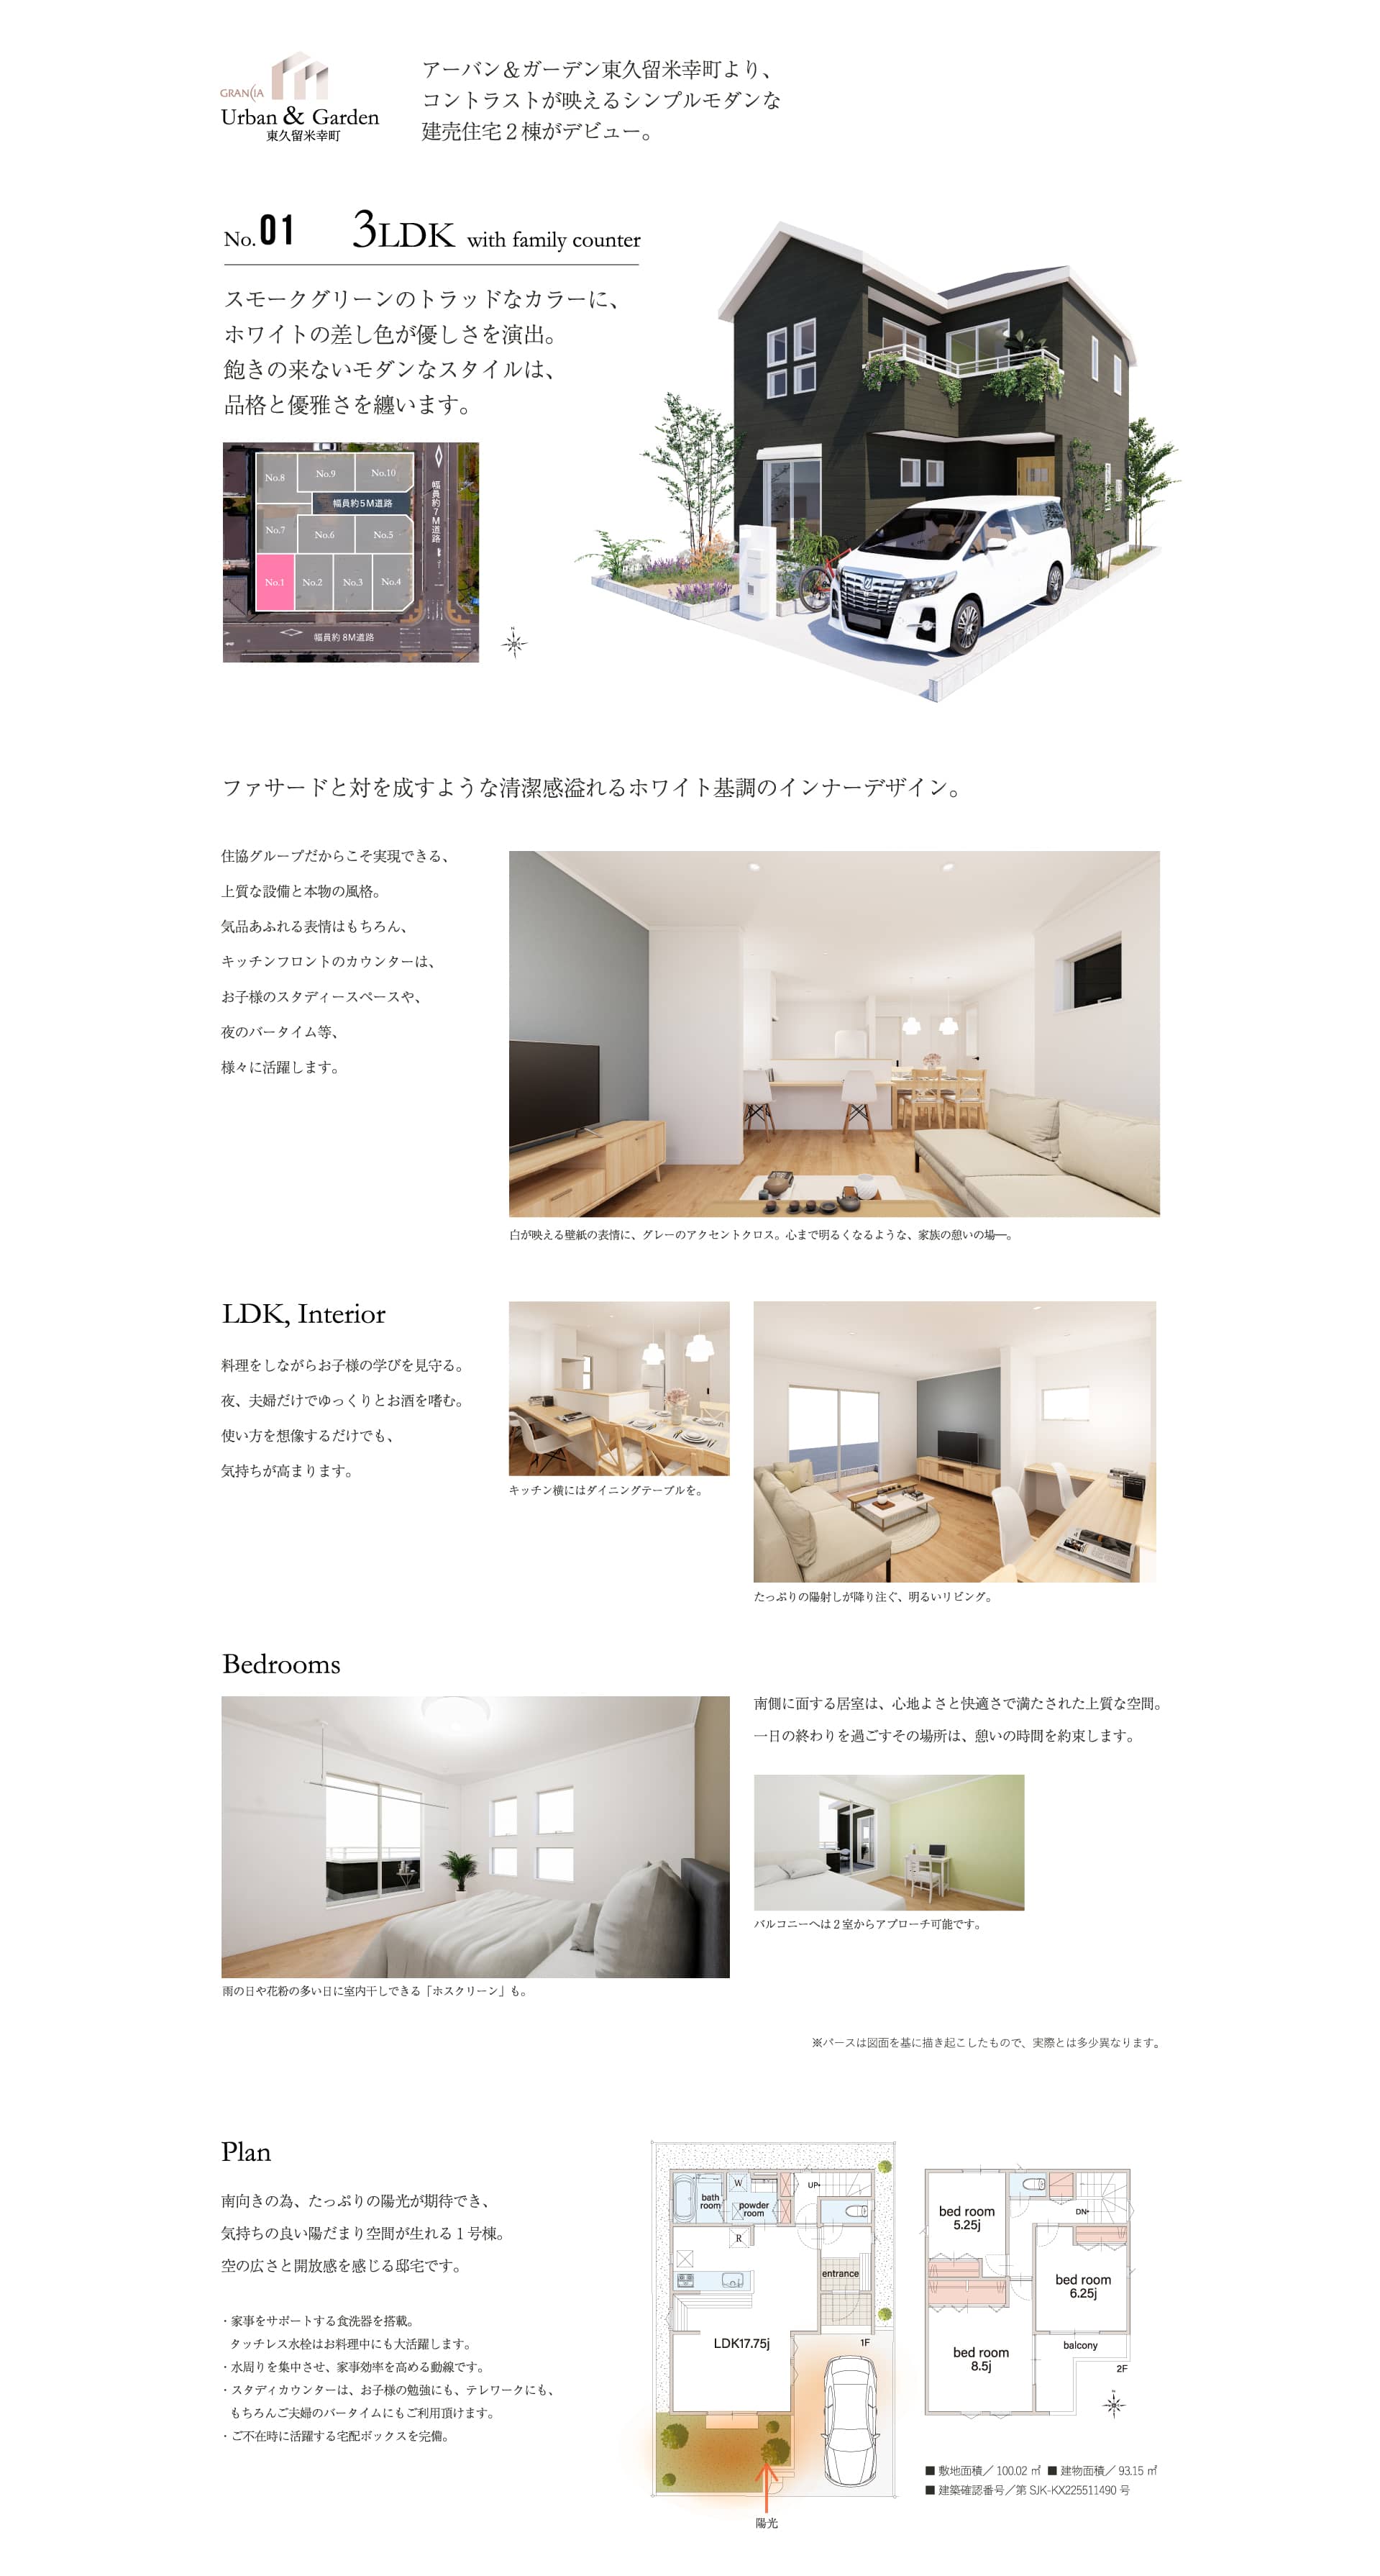 GRANCIA
Urban & Garden
東久留米幸町
アーバン＆ガーデン東久留米幸町より、
コントラストが映えるシンプルモダンな
建売住宅２棟がデビュー。
No.01
3LDK with family counter
スモークグリーンのトラッドなカラーに、
ホワイトの差し色が優しさを演出。
飽きの来ないモダンなスタイルは、
品格と優雅さを纏います。
No.8
No.9
No.10
幅員約5M道路
幅員約7M道路
No.7
No.6
No.5
No.1
No.2
No.3
No.4
幅員約8M道路
N
ファサードと対を成すような清潔感溢れるホワイト基調のインナーデザイン。
住協グループだからこそ実現できる、
上質な設備と本物の風格。
気品あふれる表情はもちろん、
キッチンフロントのカウンターは、
お子様のスタディースペースや、
夜のバータイム等、
様々に活躍します。
白が映える壁紙の表情に、グレーのアクセントクロス。心まで明るくなるような、家族の憩いの場―。
LDK, Interior
料理をしながらお子様の学びを見守る。
夜、夫婦だけでゆっくりとお酒を嗜む。
使い方を想像するだけでも、
気持ちが高まります。
キッチン横にはダイニングテーブルを。
たっぷりの陽射しが降り注ぐ、明るいリビング。
Bedrooms
南側に面する居室は、心地よさと快適さで満たされた上質な空間。
一日の終わりを過ごすその場所は、憩いの時間を約束します。
バルコニーへは２室からアプローチ可能です。
雨の日や花粉の多い日に室内干しできる「ホスクリーン」も。
※パースは図面を基に描き起こしたもので、実際とは多少異なります。
Plan
南向きの為、たっぷりの陽光が期待でき、
気持ちの良い陽だまり空間が生れる１号棟。
空の広さと開放感を感じる邸宅です。
・家事をサポートする食洗器を搭載。
タッチレス水栓はお料理中にも大活躍します。
・水周りを集中させ、家事効率を高める動線です。
・スタディカウンターは、お子様の勉強にも、テレワークにも、
もちろんご夫婦のバータイムにもご利用頂けます。
・ご不在時に活躍する宅配ボックスを完備。
bath room
W
powder room
UP
R
entrance
LDK17.75j
1F
陽光
bed room
5.25j
DN
bed room
6.25j
bed room
8.5j
balcony
2F
N
■ 敷地面積／100.02 ㎡ ■ 建物面積／93.15 ㎡
■ 建築確認番号／第 SJK-KX225511490 号